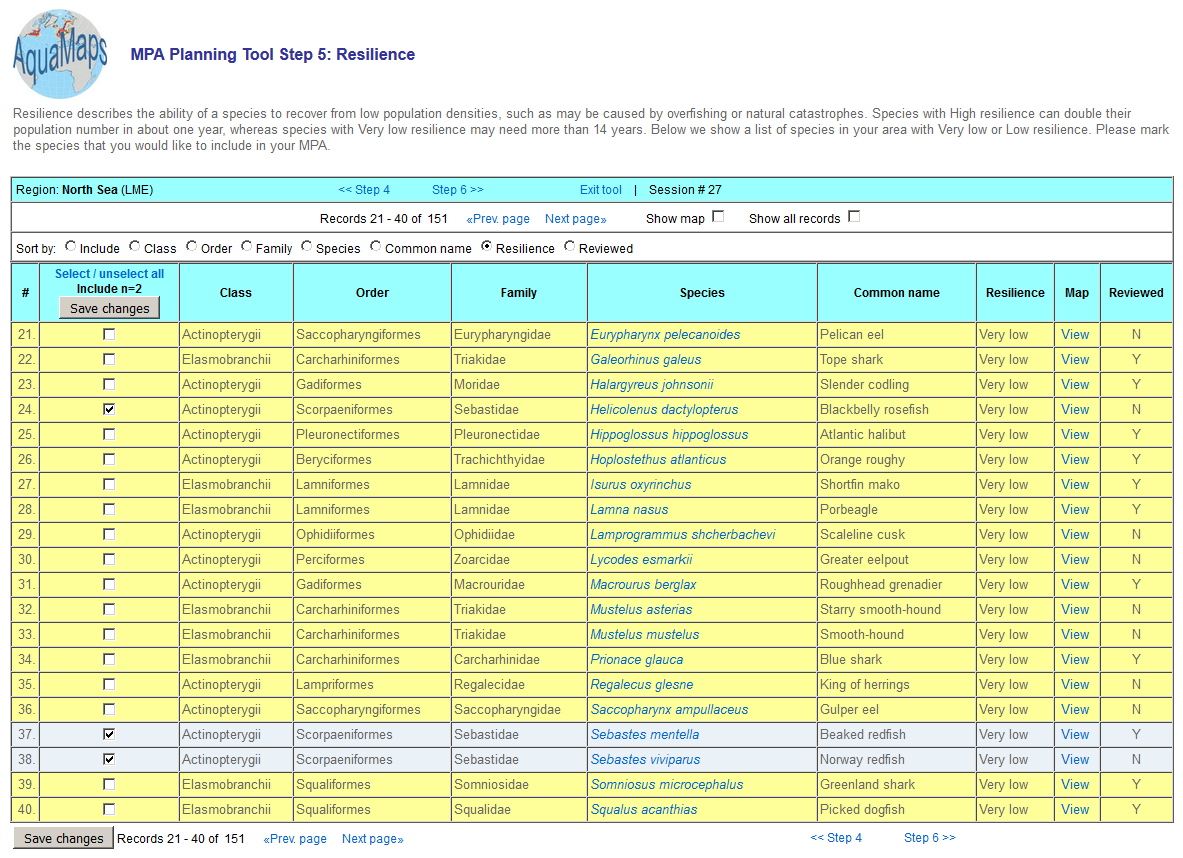 AquaMaps
MPA Planning Tool Step 5: Resilience
Resilience describes the ability of a species to recover from low population densities, such as may be caused by overfishing or natural catastrophes. Species with High resilience can double their
population number in about one year, whereas species with Very low resilience may need more than 14 years. Below we show a list of species in your area with Very low or Low resilience. Please mark
the species that you would like to include in your MPA.
Region: North Sea (LME) << Step 4 Step 6 >> Exit tool | Session # 27
Records 21 - 40 of 151 «Prev. page Next page» Show map Show all records
Sort by: Include Class Order Family Species Common name Resilience Reviewed
# Select / unselect all Include n=2 Save changes Class Order Family Species Common name Resilience Map Reviewed
21. Actinopterygii Saccopharyngiformes Eurypharyngidae Eurypharynx pelecanoides Pelican eel Very low View N
22. Elasmobranchii Carcharhiniformes Triakidae Galeorhinus galeus Tope shark Very low View Y
23. Actinopterygii Gadiformes Moridae Halargyreus johnsonii Slender codling Very low View Y
24. Actinopterygii Scorpaeniformes Sebastidae Helicolenus dactylopterus Blackbelly rosefish Very low View N
25. Actinopterygii Pleuronectiformes Pleuronectidae Hippoglossus hippoglossus Atlantic halibut Very low View Y
26. Actinopterygii Beryciformes Trachichthyidae Hoplostethus atlanticus Orange roughy Very low View Y
27. Elasmobranchii Lamniformes Lamnidae Isurus oxyrinchus Shortfin mako Very low View Y
28. Elasmobranchii Lamniformes Lamnidae Lamna nasus Porbeagle Very low View Y
29. Actinopterygii Ophidiiformes Ophidiidae Lamprogrammus shcherbachevi Scaleline cusk Very low View N
30. Actinopterygii Perciformes Zoarcidae Lycodes esmarkii Greater eelpout Very low View N
31. Actinopterygii Gadiformes Macrouridae Macrourus berglax Roughhead grenadier Very low View Y
32. Elasmobranchii Carcharhiniformes Triakidae Mustelus asterias Starry smooth-hound Very low View N
33. Elasmobranchii Carcharhiniformes Triakidae Mustelus mustelus Smooth-hound Very low View N
34. Elasmobranchii Carcharhiniformes Carcharhinidae Prionace glauca Blue shark Very low View Y
35. Actinopterygii Lampriformes Regalecidae Regalecus glesne King of herrings Very low View N
36. Actinopterygii Saccopharyngiformes Saccopharyngidae Saccopharynx ampullaceus Gulper eel Very low View N
37. Actinopterygii Scorpaeniformes Sebastidae Sebastes mentella Beaked redfish Very low View Y
38. Actinopterygii Scorpaeniformes Sebastidae Sebastes viviparus Norway redfish Very low View N
39. Elasmobranchii Squaliformes Somniosidae Somniosus microcephalus Greenland shark Very low View Y
40. Elasmobranchii Squaliformes Squalidae Squalus acanthias Picked dogfish Very low View Y
Save changes Records 21 - 40 of 151 «Prev. page Next page» << Step 4 Step 6 >>